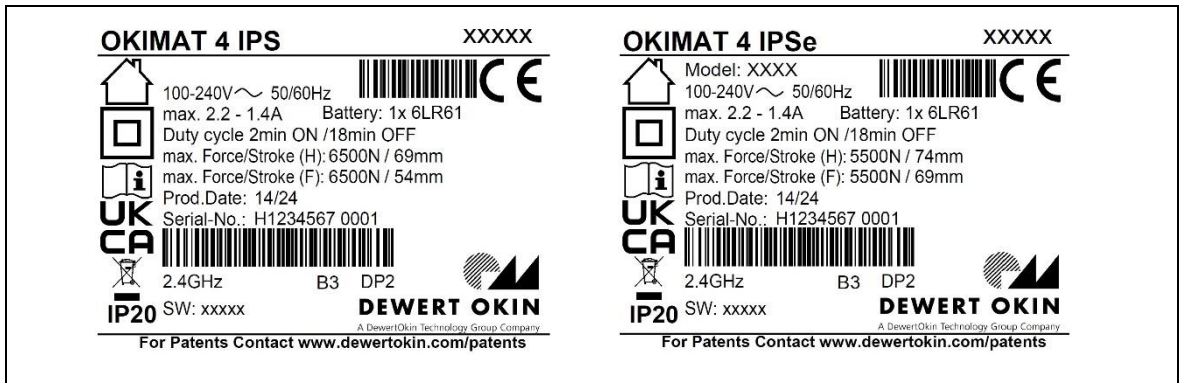 OKIMAT 4 IPS XXXXX
100-240V~ 50/60Hz
max. 2.2 - 1.4A Battery: 1x 6LR61
Duty cycle 2min ON /18min OFF
max. Force/Stroke (H): 6500N / 69mm
max. Force/Stroke (F): 6500N / 54mm
Prod.Date: 14/24
Serial-No.: H1234567 0001
2.4GHz B3 DP2
SW: xxxxx
CE
UK
CA
IP20
DEWERT OKIN
A DewertOkin Technology Group Company
For Patents Contact www.dewertokin.com/patents
OKIMAT 4 IPSe XXXXX
Model: XXXX
100-240V~ 50/60Hz
max. 2.2 - 1.4A Battery: 1x 6LR61
Duty cycle 2min ON /18min OFF
max. Force/Stroke (H): 5500N / 74mm
max. Force/Stroke (F): 5500N / 69mm
Prod.Date: 14/24
Serial-No.: H1234567 0001
2.4GHz B3 DP2
SW: xxxxx
CE
UK
CA
IP20
DEWERT OKIN
A DewertOkin Technology Group Company
For Patents Contact www.dewertokin.com/patents